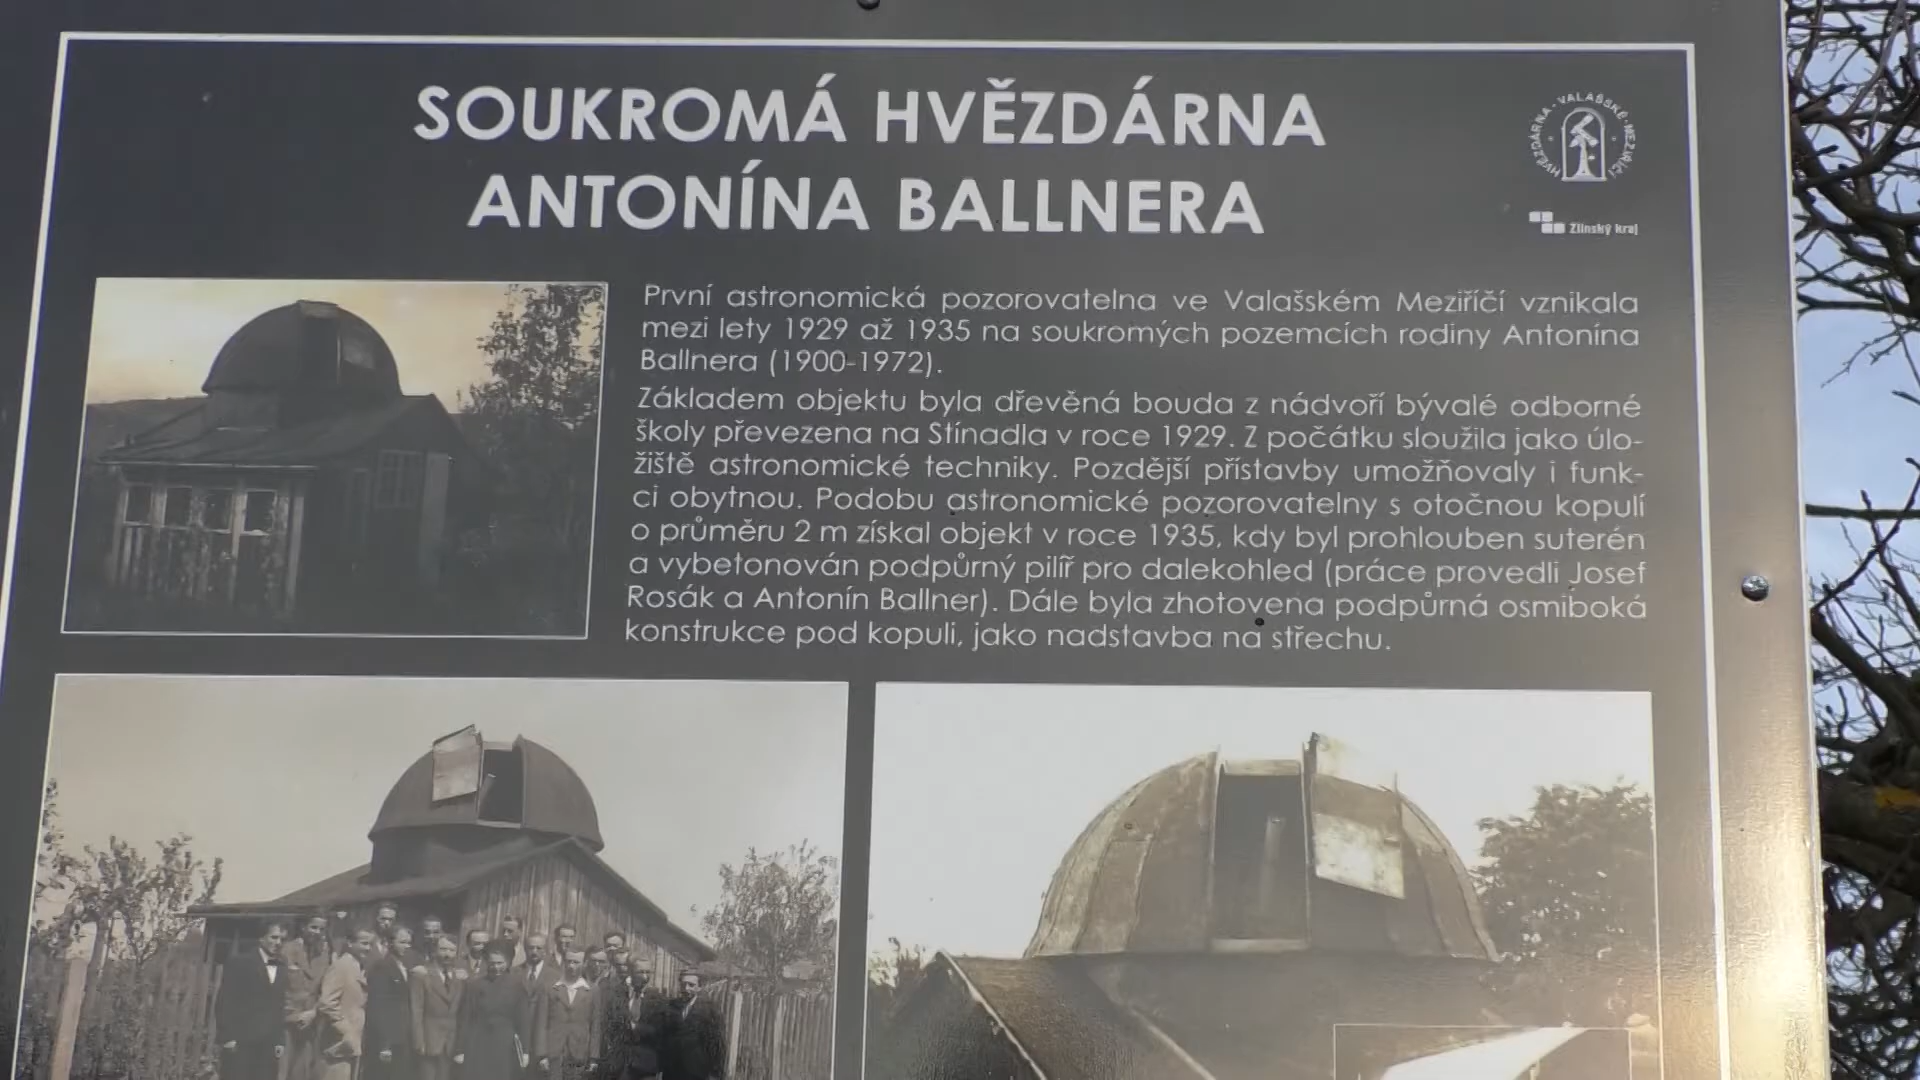 SOUKROMÁ HVĚZDÁRNA
ANTONÍNA BALLNERA
HVĚZDÁRNA · VALAŠSKÉ MEZIŘÍČÍ
Zlínský kraj
První astronomická pozorovatelna ve Valašském Meziříčí vznikala
mezi lety 1929 až 1935 na soukromých pozemcích rodiny Antonína
Ballnera (1900-1972).
Základem objektu byla dřevěná bouda z nádvoří bývalé odborné
školy převezena na Stínadla v roce 1929. Z počátku sloužila jako úlo-
žiště astronomické techniky. Pozdější přístavby umožňovaly i funk-
ci obytnou. Podobu astronomické pozorovatelny s otočnou kopulí
o průměru 2 m získal objekt v roce 1935, kdy byl prohlouben suterén
a vybetonován podpůrný pilíř pro dalekohled (práce provedli Josef
Rosák a Antonín Ballner). Dále byla zhotovena podpůrná osmiboká
konstrukce pod kopuli, jako nadstavba na střechu.